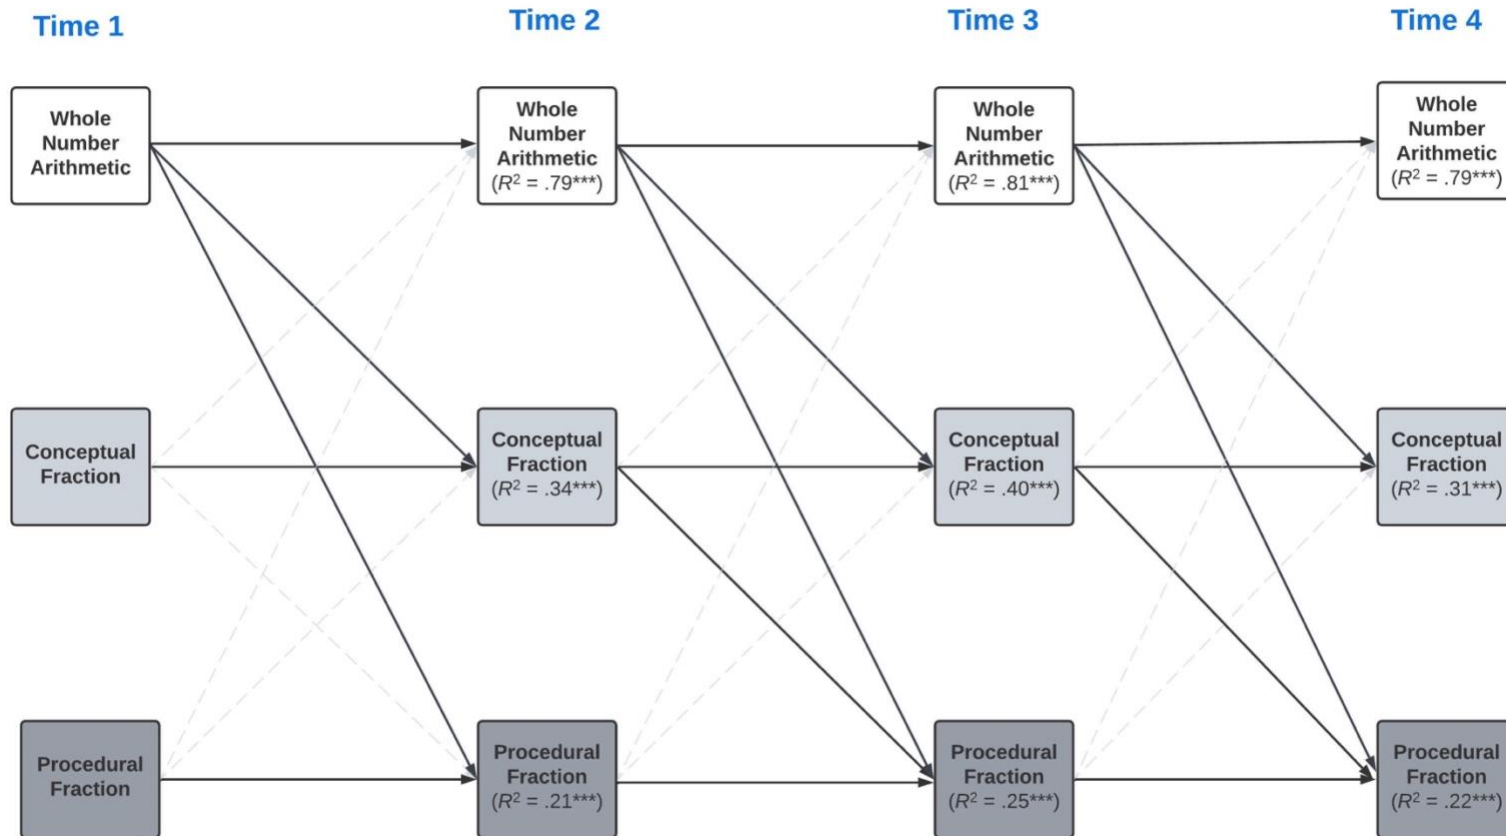 Time 1
Time 2
Time 3
Time 4
Whole
Number
Arithmetic
Whole
Number
Arithmetic
(R² = .79***)
Whole
Number
Arithmetic
(R² = .81***)
Whole
Number
Arithmetic
(R² = .79***)
Conceptual
Fraction
Conceptual
Fraction
(R² = .34***)
Conceptual
Fraction
(R² = .40***)
Conceptual
Fraction
(R² = .31***)
Procedural
Fraction
Procedural
Fraction
(R² = .21***)
Procedural
Fraction
(R² = .25***)
Procedural
Fraction
(R² = .22***)